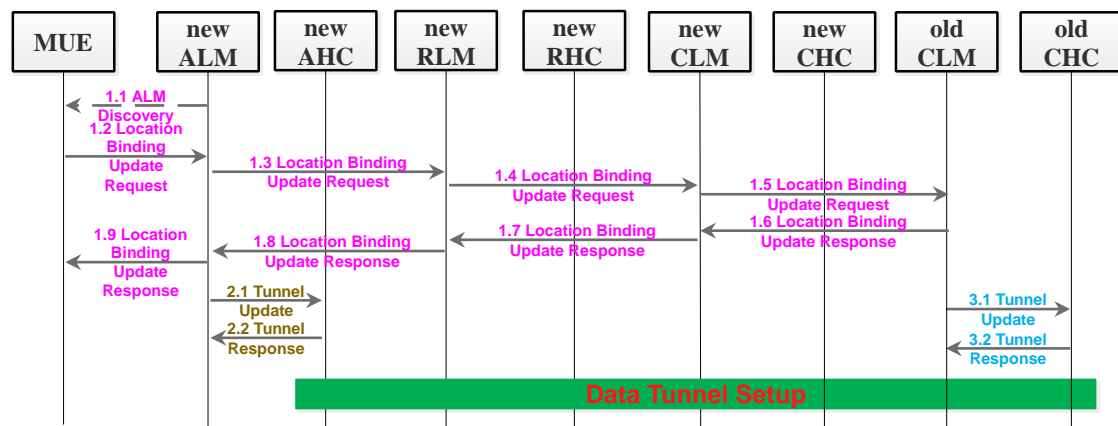 MUE
new
ALM
new
AHC
new
RLM
new
RHC
new
CLM
new
CHC
old
CLM
old
CHC
1.1 ALM
Discovery
1.2 Location
Binding
Update
Request
1.3 Location Binding
Update Request
1.4 Location Binding
Update Request
1.5 Location Binding
Update Request
1.6 Location Binding
Update Response
1.7 Location Binding
Update Response
1.8 Location Binding
Update Response
1.9 Location
Binding
Update
Response
2.1 Tunnel
Update
2.2 Tunnel
Response
3.1 Tunnel
Update
3.2 Tunnel
Response
Data Tunnel Setup